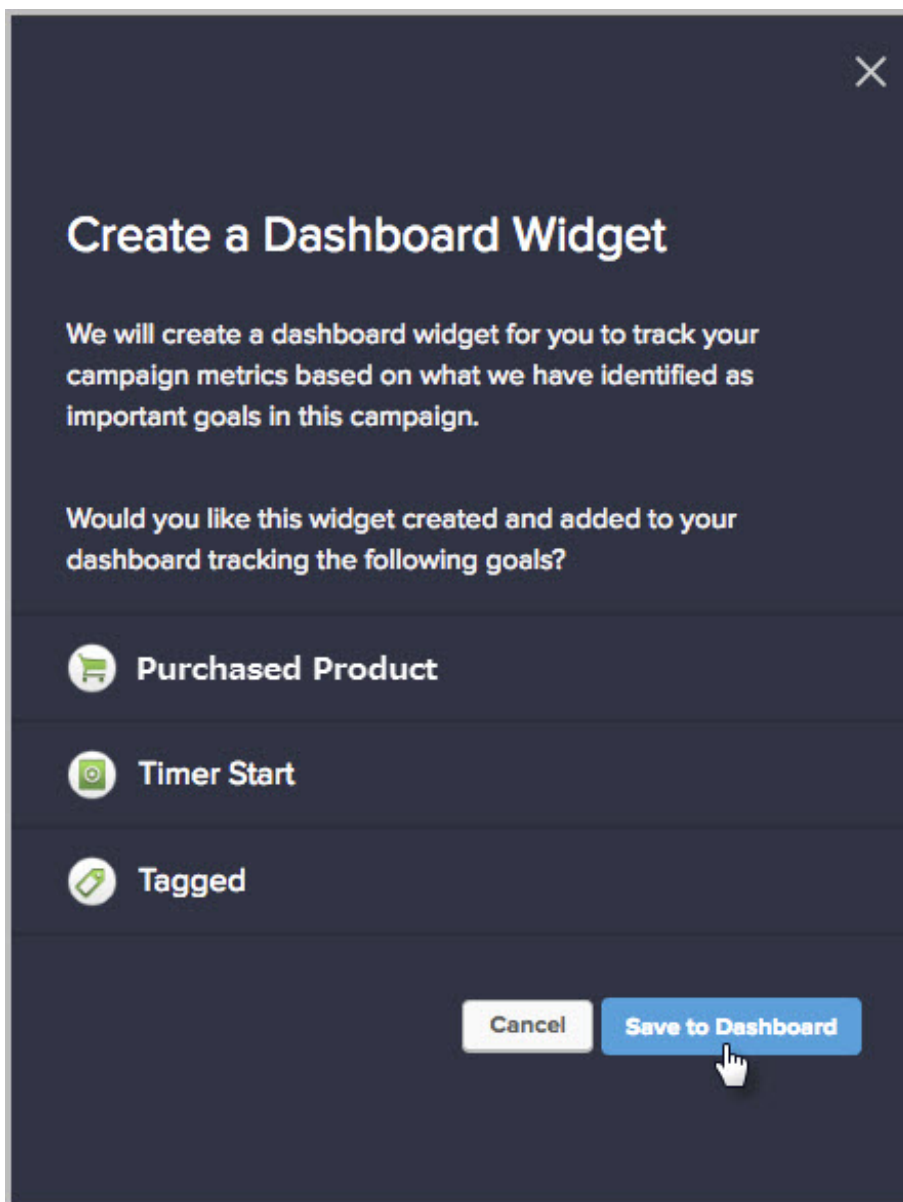 Create a Dashboard Widget
We will create a dashboard widget for you to track your
campaign metrics based on what we have identified as
important goals in this campaign.
Would you like this widget created and added to your
dashboard tracking the following goals?
Purchased Product
Timer Start
Tagged
Cancel
Save to Dashboard